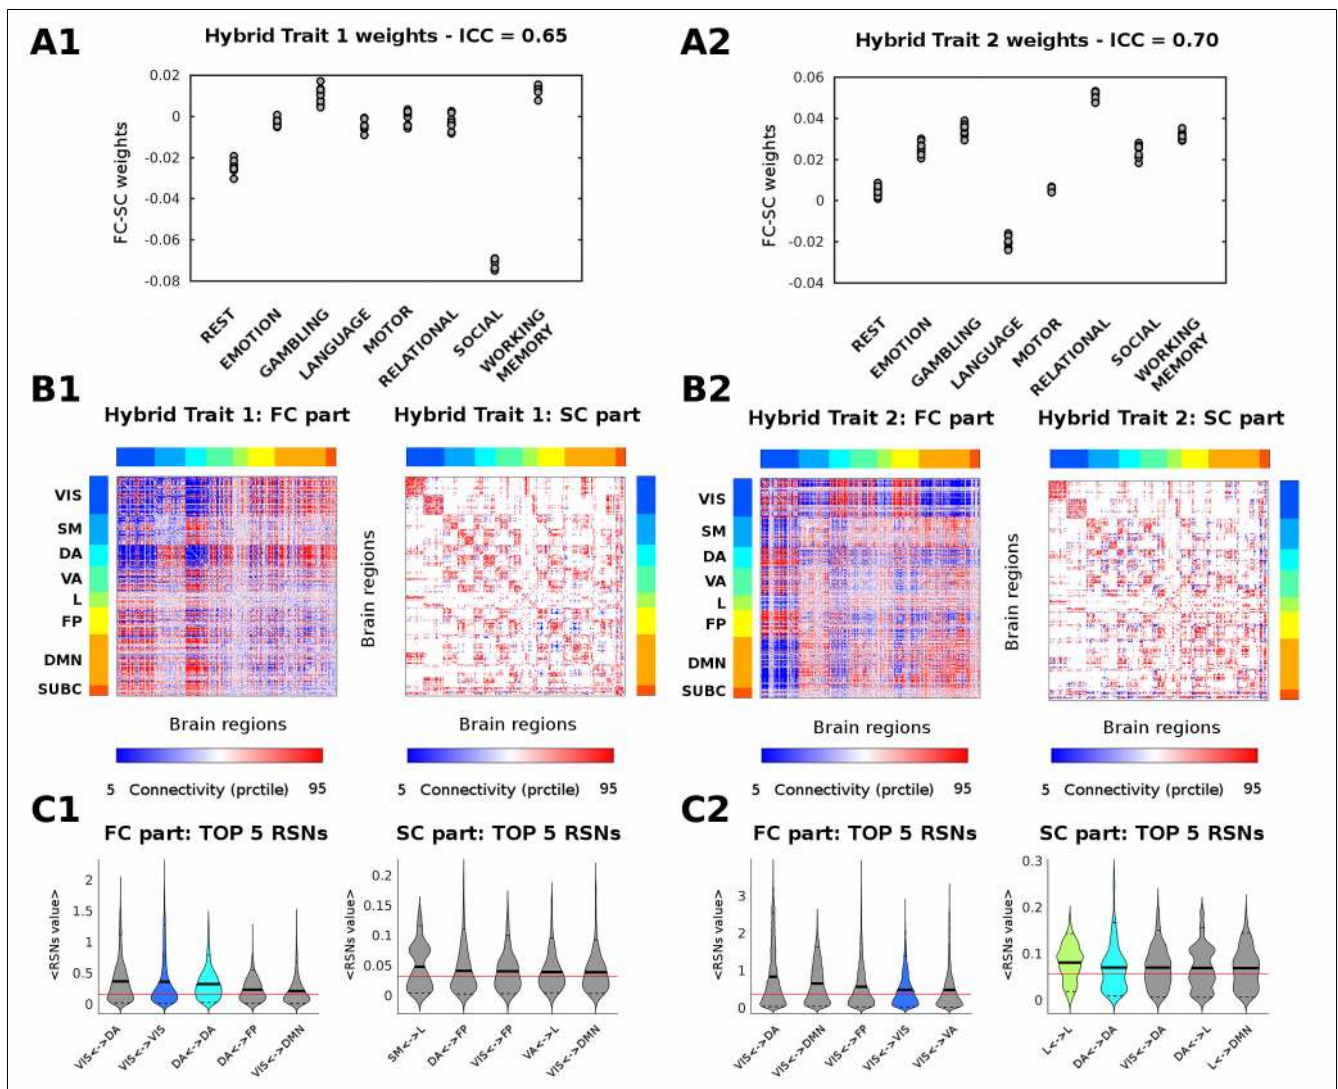 A1
Hybrid Trait 1 weights - ICC = 0.65
FC-SC weights
0.02
0
-0.02
-0.04
-0.06
-0.08
REST
EMOTION
GAMBLING
LANGUAGE
MOTOR
RELATIONAL
SOCIAL
WORKING
MEMORY
A2
Hybrid Trait 2 weights - ICC = 0.70
FC-SC weights
0.06
0.04
0.02
0
-0.02
-0.04
REST
EMOTION
GAMBLING
LANGUAGE
MOTOR
RELATIONAL
SOCIAL
WORKING
MEMORY
B1
Hybrid Trait 1: FC part
VIS
SM
DA
VA
L
FP
DMN
SUBC
Brain regions
5 Connectivity (prctile) 95
Hybrid Trait 1: SC part
Brain regions
Brain regions
5 Connectivity (prctile) 95
B2
Hybrid Trait 2: FC part
VIS
SM
DA
VA
L
FP
DMN
SUBC
Brain regions
5 Connectivity (prctile) 95
Hybrid Trait 2: SC part
Brain regions
Brain regions
5 Connectivity (prctile) 95
C1
FC part: TOP 5 RSNs
<RSNs value>
2
1.5
1
0.5
0
VIS<->DA
VIS<->VIS
DA<->DA
DA<->FP
VIS<->DMN
SC part: TOP 5 RSNs
<RSNs value>
0.2
0.15
0.1
0.05
0
SM<->L
DA<->FP
VIS<->FP
VA<->L
VIS<->DMN
C2
FC part: TOP 5 RSNs
<RSNs value>
3
2
1
0
VIS<->DA
VIS<->DMN
VIS<->FP
VIS<->VIS
VIS<->VA
SC part: TOP 5 RSNs
<RSNs value>
0.3
0.2
0.1
0
L<->L
DA<->DA
VIS<->DA
DA<->L
L<->DMN